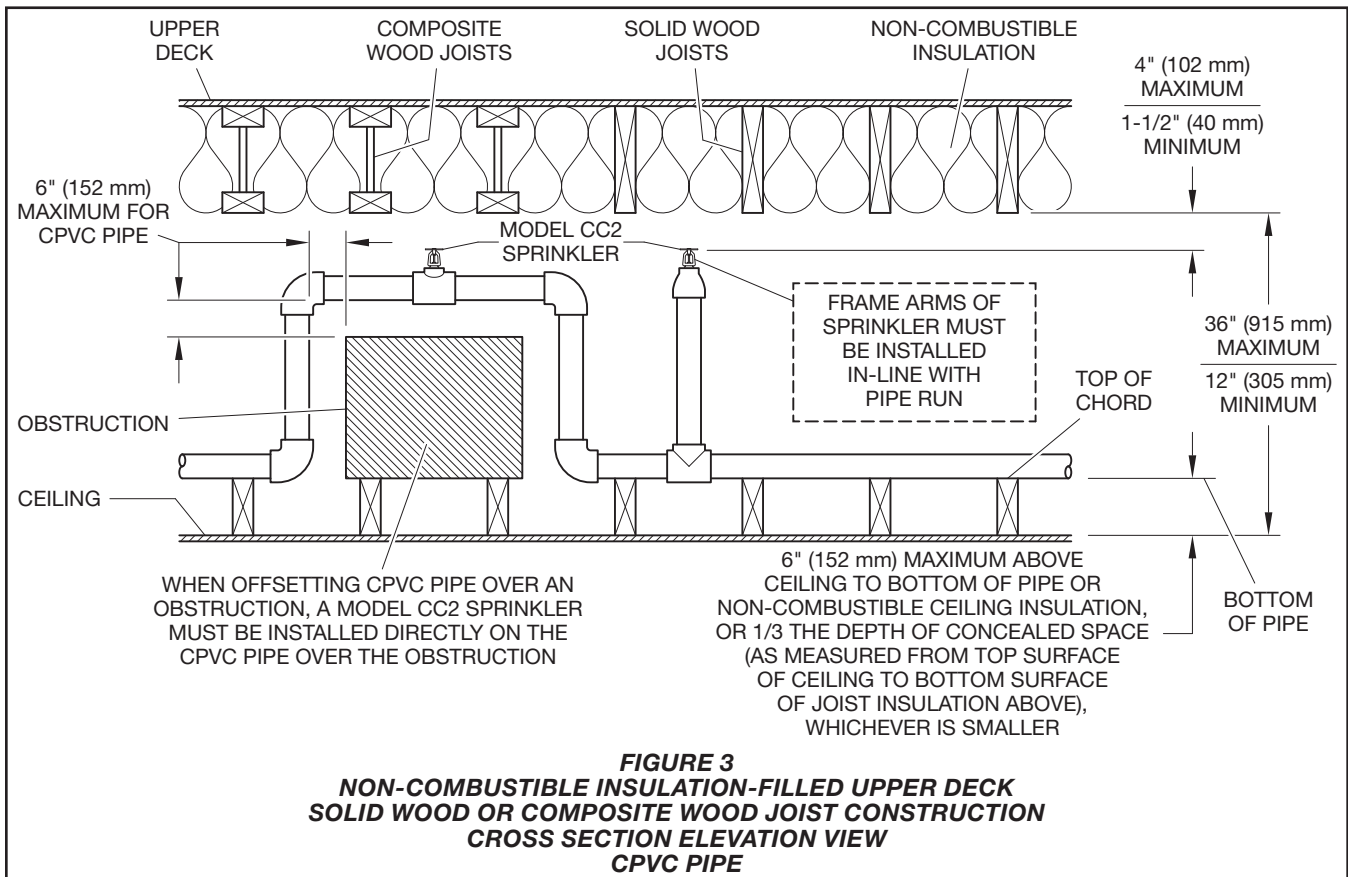 UPPER
DECK
COMPOSITE
WOOD JOISTS
SOLID WOOD
JOISTS
NON-COMBUSTIBLE
INSULATION
4" (102 mm)
MAXIMUM
1-1/2" (40 mm)
MINIMUM
6" (152 mm)
MAXIMUM FOR
CPVC PIPE
MODEL CC2
SPRINKLER
FRAME ARMS OF
SPRINKLER MUST
BE INSTALLED
IN-LINE WITH
PIPE RUN
36" (915 mm)
MAXIMUM
12" (305 mm)
MINIMUM
TOP OF
CHORD
OBSTRUCTION
CEILING
WHEN OFFSETTING CPVC PIPE OVER AN
OBSTRUCTION, A MODEL CC2 SPRINKLER
MUST BE INSTALLED DIRECTLY ON THE
CPVC PIPE OVER THE OBSTRUCTION
6" (152 mm) MAXIMUM ABOVE
CEILING TO BOTTOM OF PIPE OR
NON-COMBUSTIBLE CEILING INSULATION,
OR 1/3 THE DEPTH OF CONCEALED SPACE
(AS MEASURED FROM TOP SURFACE
OF CEILING TO BOTTOM SURFACE
OF JOIST INSULATION ABOVE),
WHICHEVER IS SMALLER
BOTTOM
OF PIPE
FIGURE 3
NON-COMBUSTIBLE INSULATION-FILLED UPPER DECK
SOLID WOOD OR COMPOSITE WOOD JOIST CONSTRUCTION
CROSS SECTION ELEVATION VIEW
CPVC PIPE